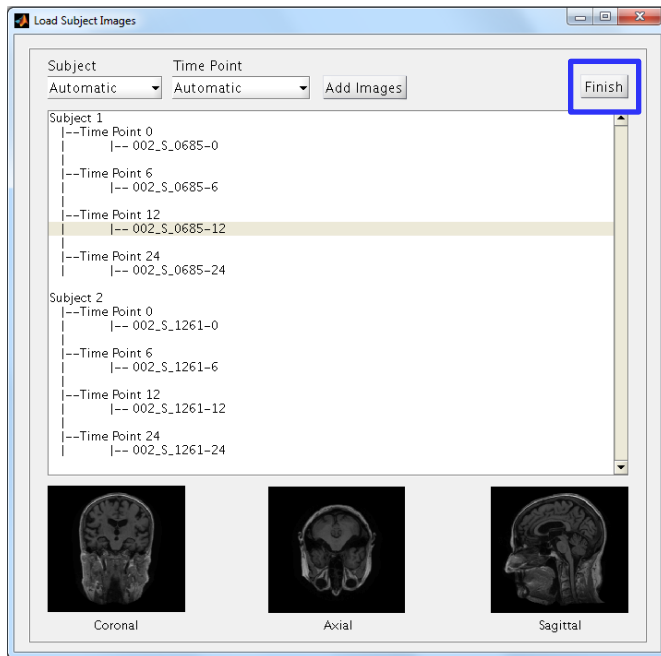 Load Subject Images
Subject Time Point
Automatic Automatic Add Images Finish
Subject 1
|--Time Point 0
| |-- 002_S_0685-0
|
|--Time Point 6
| |-- 002_S_0685-6
|
|--Time Point 12
| |-- 002_S_0685-12
|
|--Time Point 24
| |-- 002_S_0685-24
Subject 2
|--Time Point 0
| |-- 002_S_1261-0
|
|--Time Point 6
| |-- 002_S_1261-6
|
|--Time Point 12
| |-- 002_S_1261-12
|
|--Time Point 24
| |-- 002_S_1261-24
Coronal Axial Sagittal